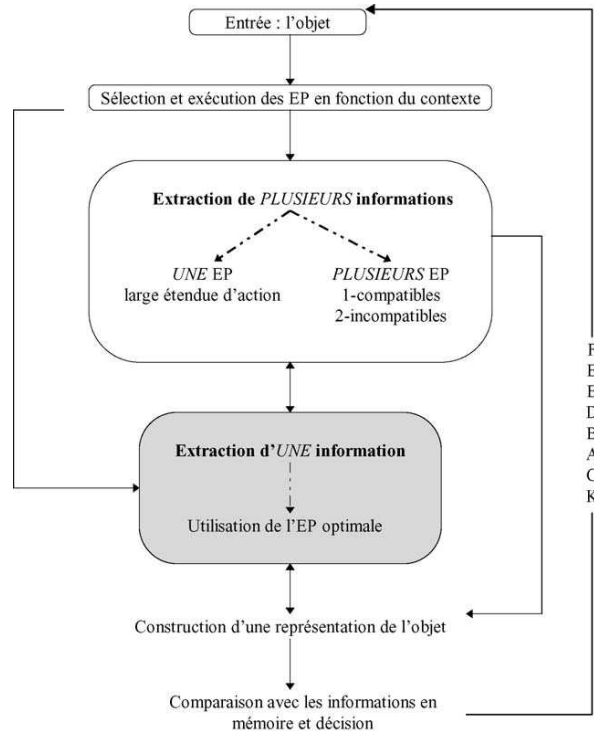 Entrée : l'objet
Sélection et exécution des EP en fonction du contexte
Extraction de PLUSIEURS informations
UNE EP
large étendue d'action
PLUSIEURS EP
1-compatibles
2-incompatibles
Extraction d'UNE information
Utilisation de l'EP optimale
Construction d'une représentation de l'objet
Comparaison avec les informations en
mémoire et décision
F
E
E
D
B
A
C
K